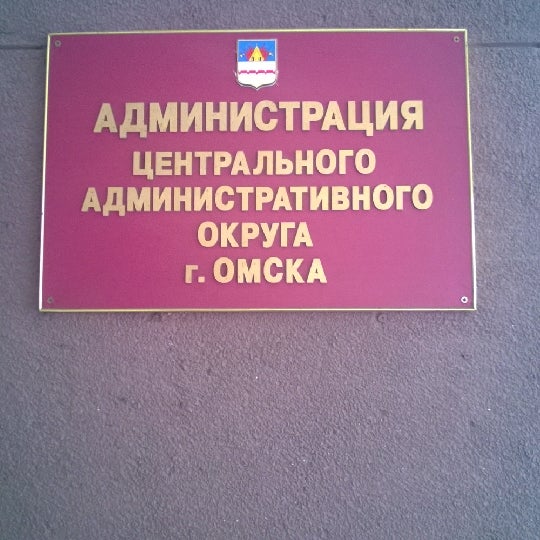 АДМИНИСТРАЦИЯ
ЦЕНТРАЛЬНОГО
АДМИНИСТРАТИВНОГО
ОКРУГА
г. ОМСКА